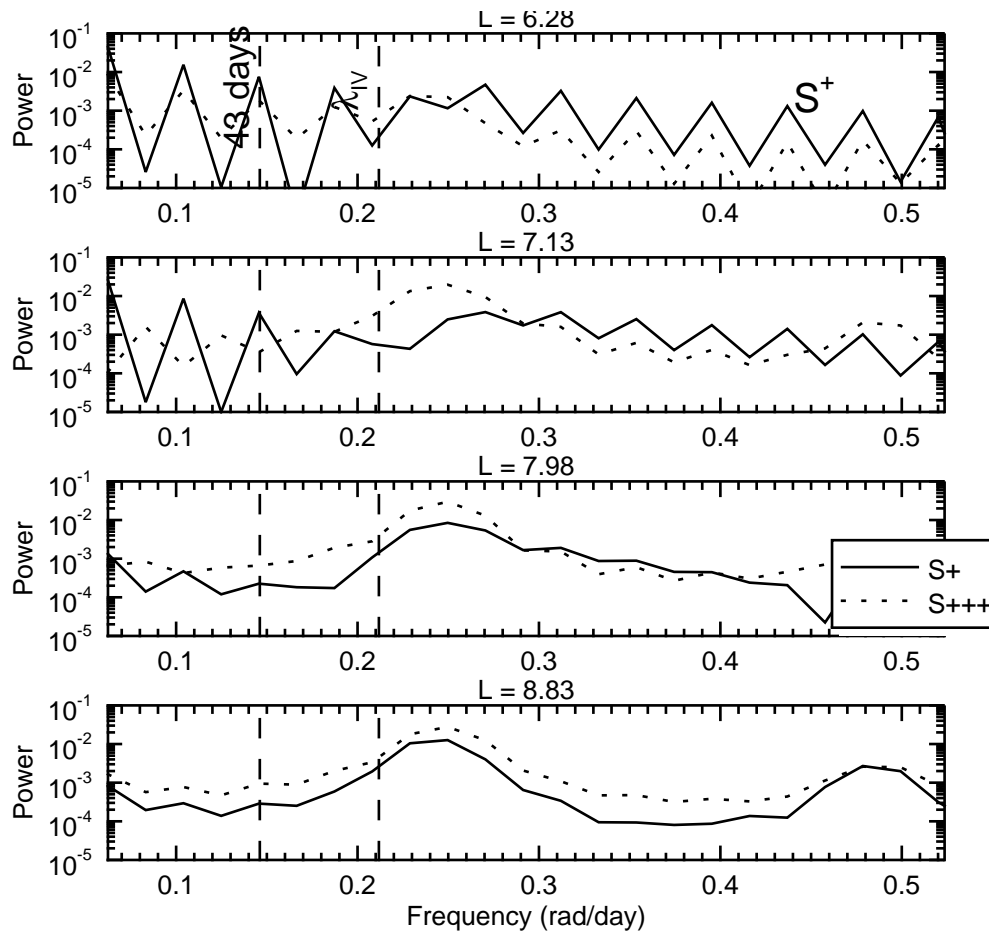 L = 6.28
10^-1
10^-2
10^-3
10^-4
10^-5
Power
43 days
λ_IV
S^+
0.1 0.2 0.3 0.4 0.5
L = 7.13
10^-1
10^-2
10^-3
10^-4
10^-5
Power
0.1 0.2 0.3 0.4 0.5
L = 7.98
10^-1
10^-2
10^-3
10^-4
10^-5
Power
S+
S+++
0.1 0.2 0.3 0.4 0.5
L = 8.83
10^-1
10^-2
10^-3
10^-4
10^-5
Power
0.1 0.2 0.3 0.4 0.5
Frequency (rad/day)